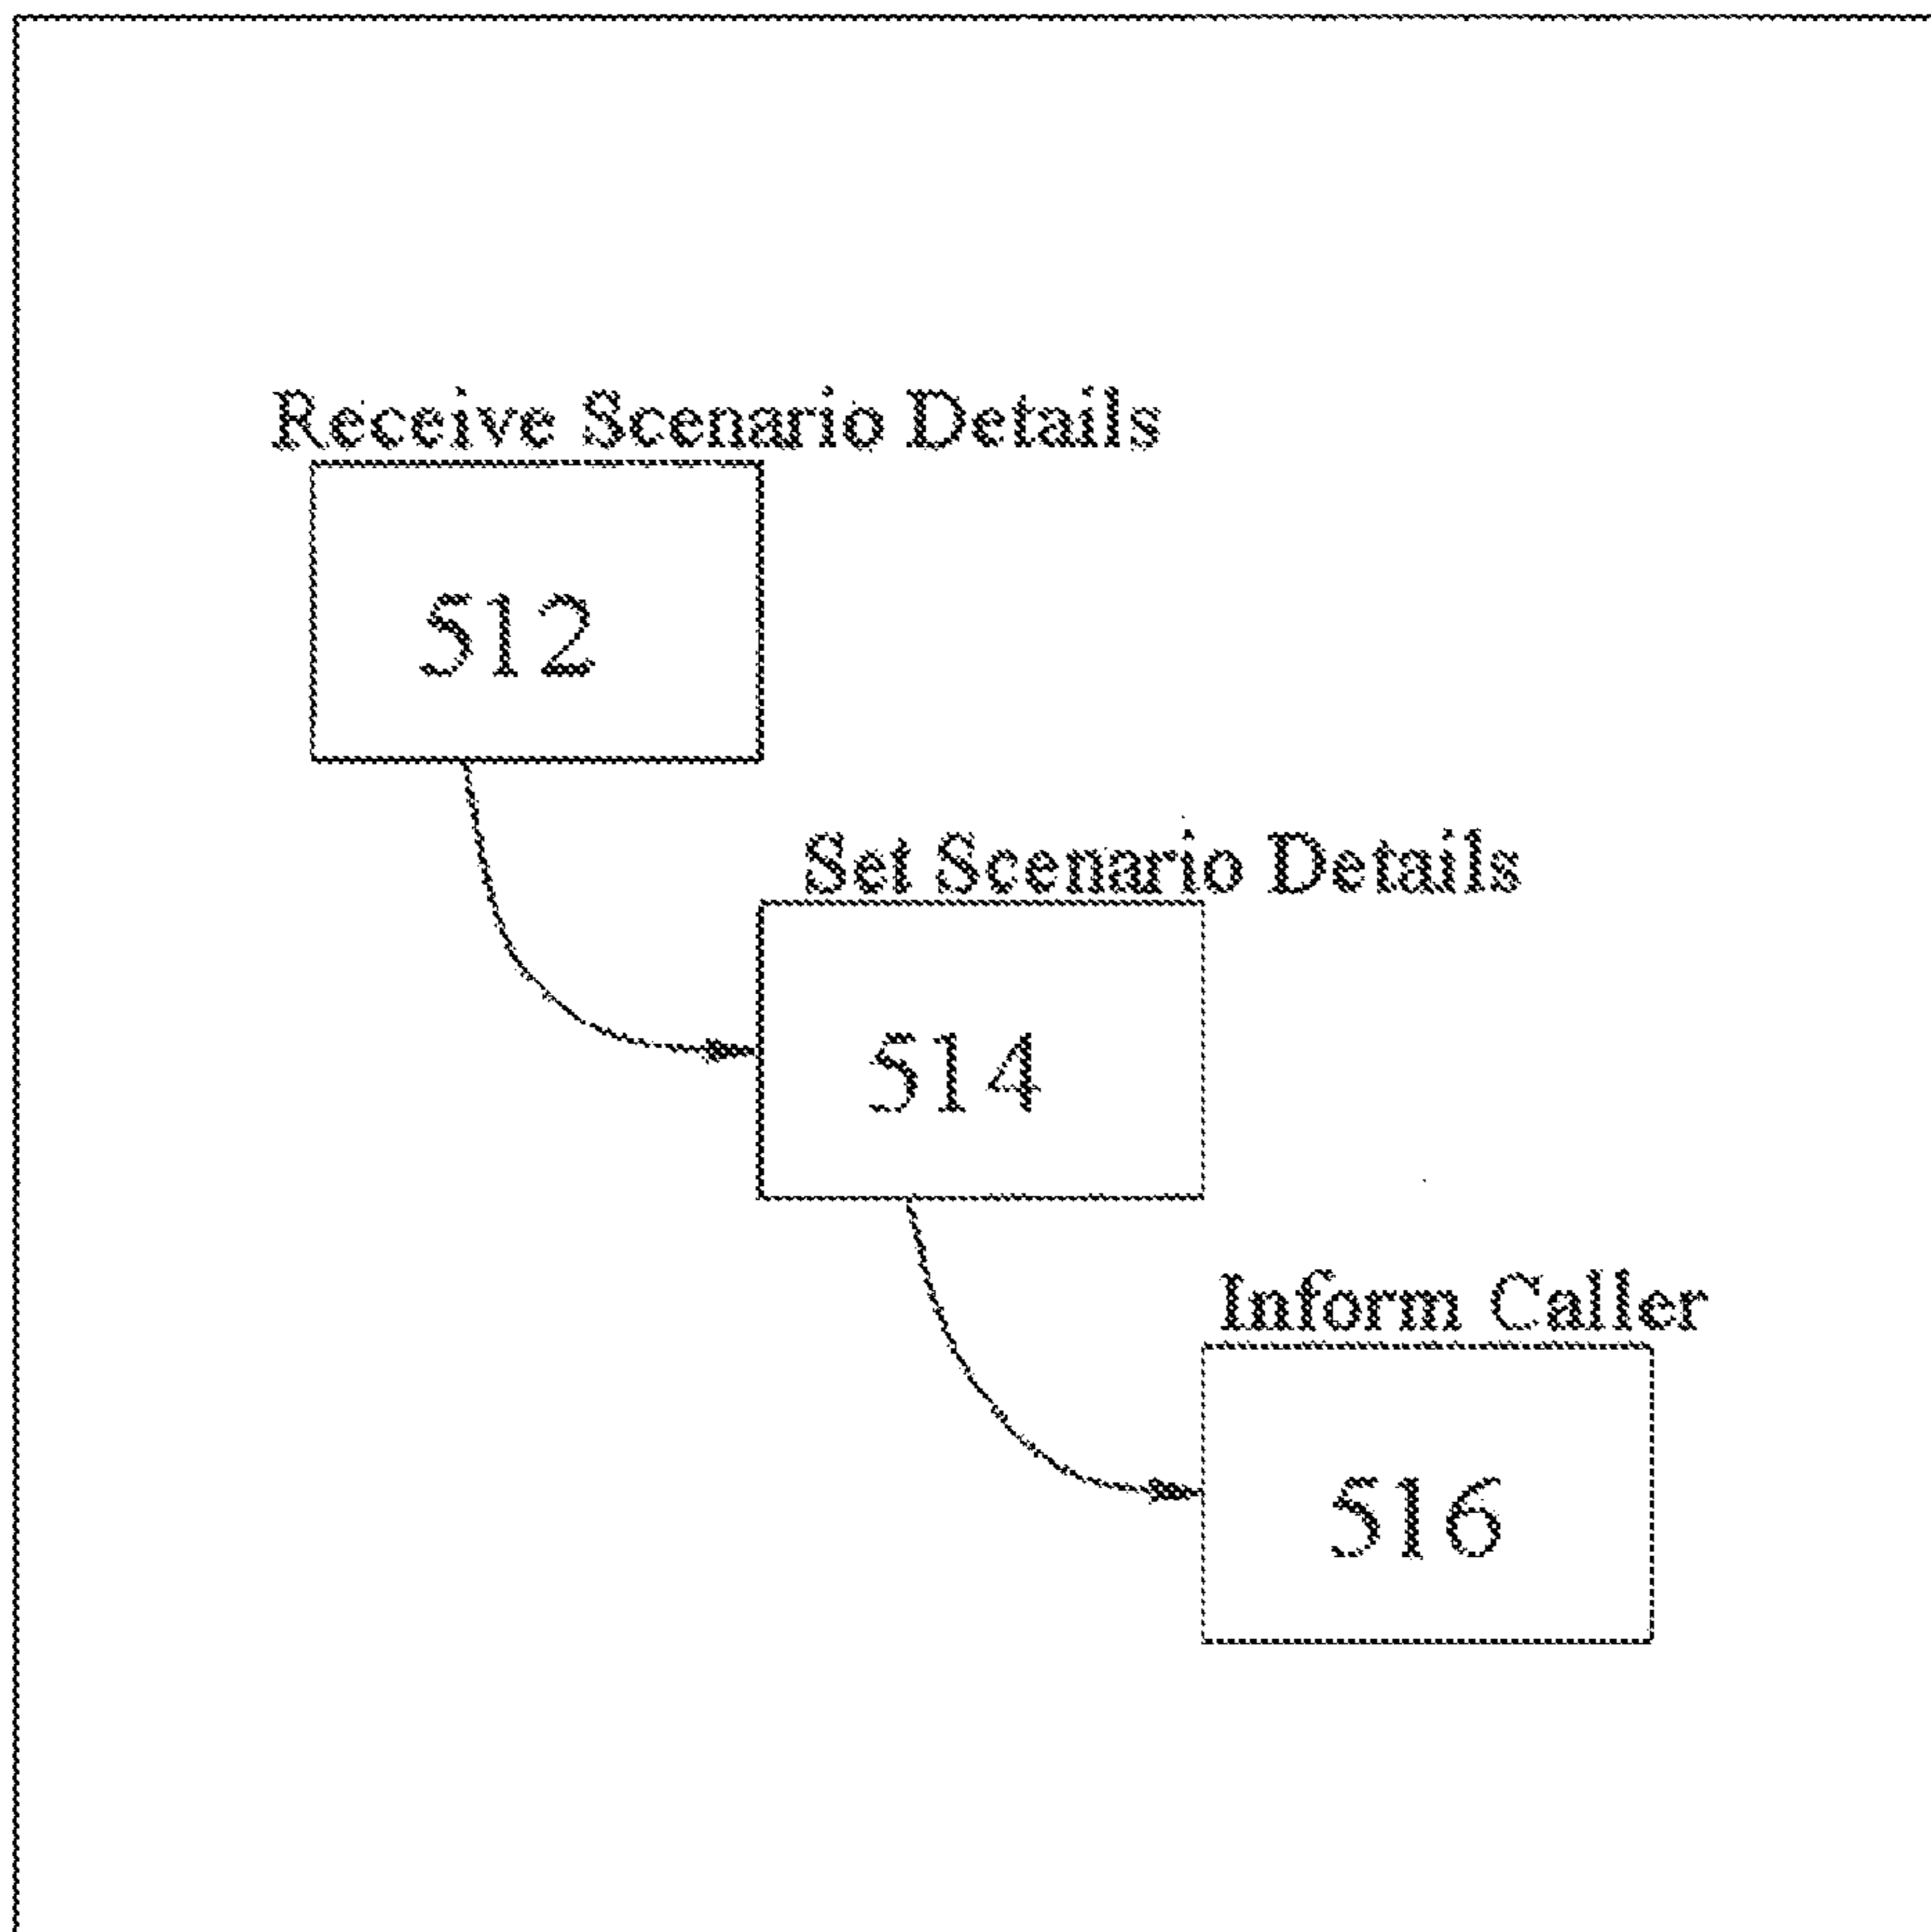 Receive Scenario Details
512
Set Scenario Details
514
Inform Caller
516